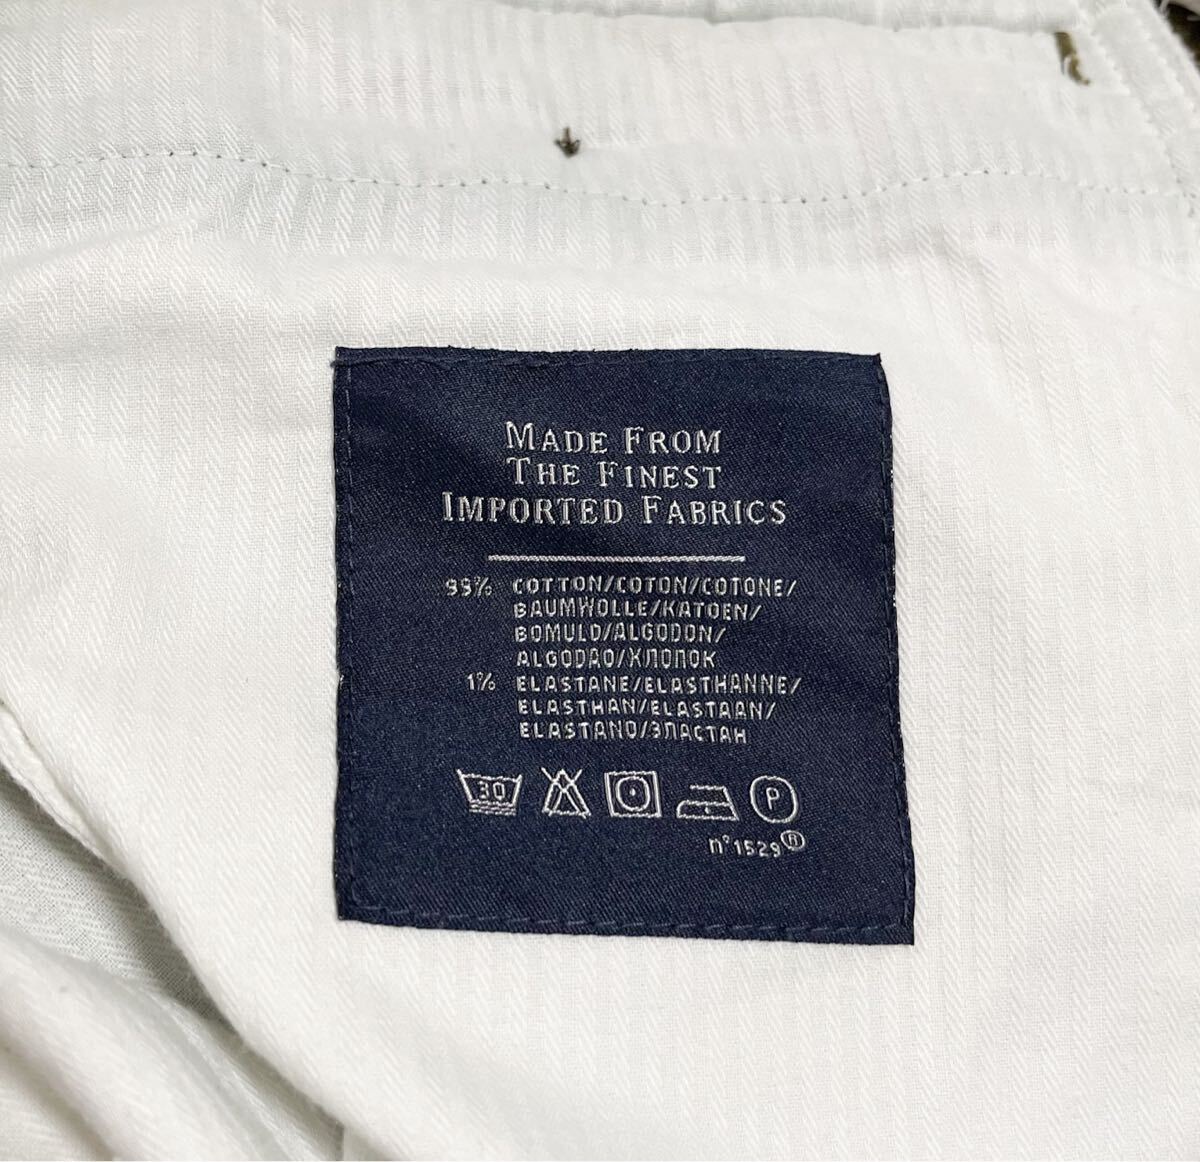 MADE FROM
THE FINEST
IMPORTED FABRICS
99% COTTON/COTON/COTONE/
BAUMWOLLE/KATOEN/
BOMULD/ALGODON/
ALGODAO/ХЛОПОК
1% ELASTANE/ELASTHANNE/
ELASTHAN/ELASTAAN/
ELASTANO/ЭЛАСТАН
30 P
n°1529®